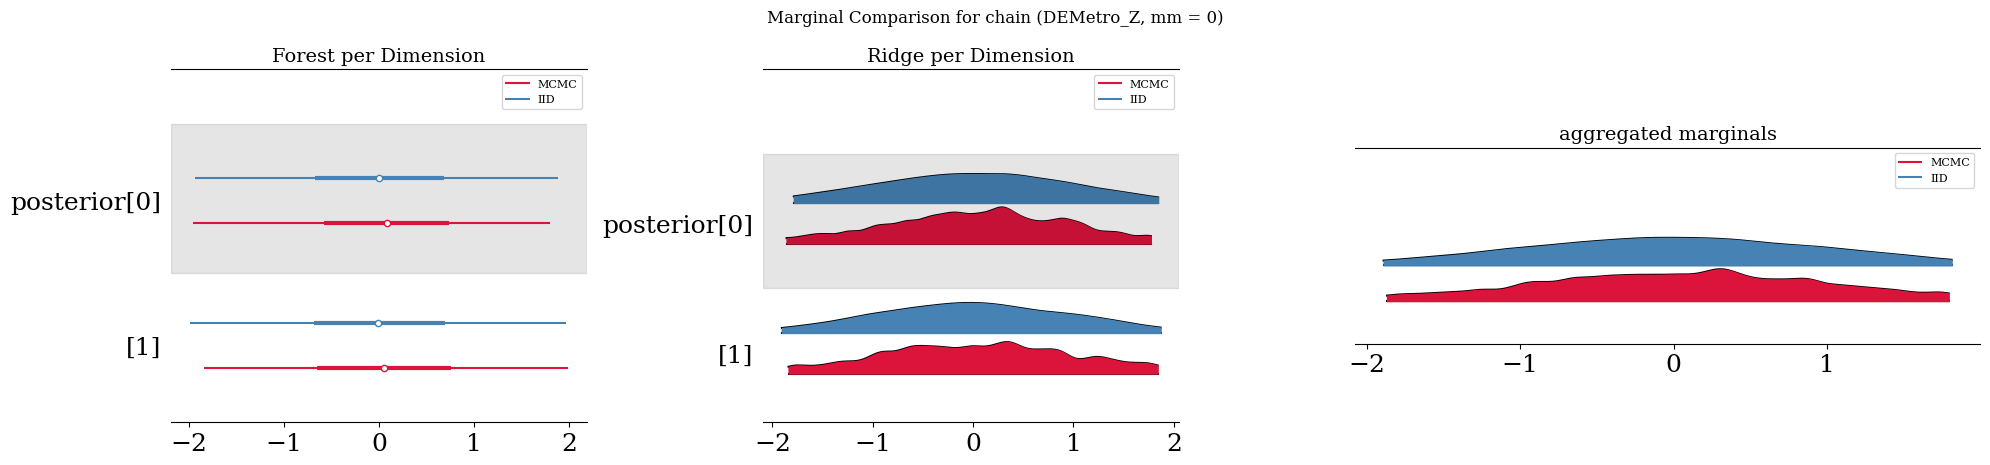 Marginal Comparison for chain (DEMetro_Z, mm = 0)
Forest per Dimension
MCMC
IID
posterior[0]
[1]
−2 −1 0 1 2
Ridge per Dimension
MCMC
IID
posterior[0]
[1]
−2 −1 0 1 2
aggregated marginals
MCMC
IID
−2 −1 0 1